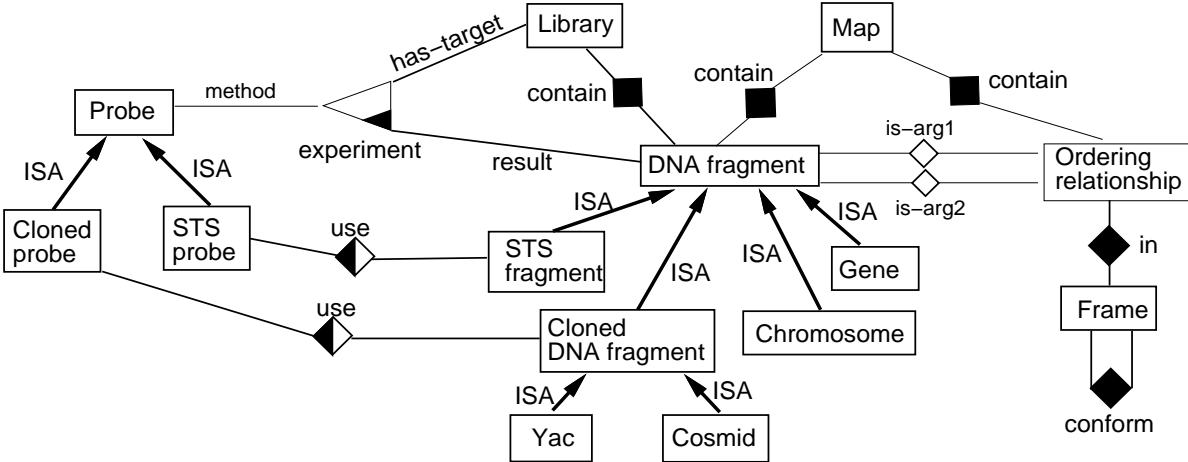 has-target
Library
Map
contain
contain
contain
method
Probe
is-arg1
experiment
result
DNA fragment
Ordering
relationship
ISA
ISA
ISA
ISA
is-arg2
Cloned
probe
STS
probe
use
STS
fragment
ISA
ISA
Gene
in
use
Cloned
DNA fragment
Chromosome
Frame
ISA
ISA
Yac
Cosmid
conform